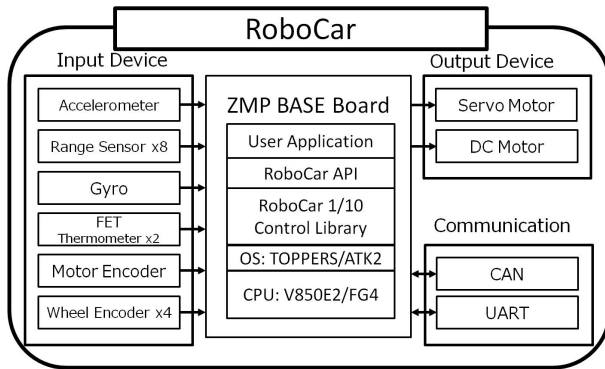 RoboCar
Input Device
Accelerometer
Range Sensor x8
Gyro
FET
Thermometer x2
Motor Encoder
Wheel Encoder x4
ZMP BASE Board
User Application
RoboCar API
RoboCar 1/10
Control Library
OS: TOPPERS/ATK2
CPU: V850E2/FG4
Output Device
Servo Motor
DC Motor
Communication
CAN
UART